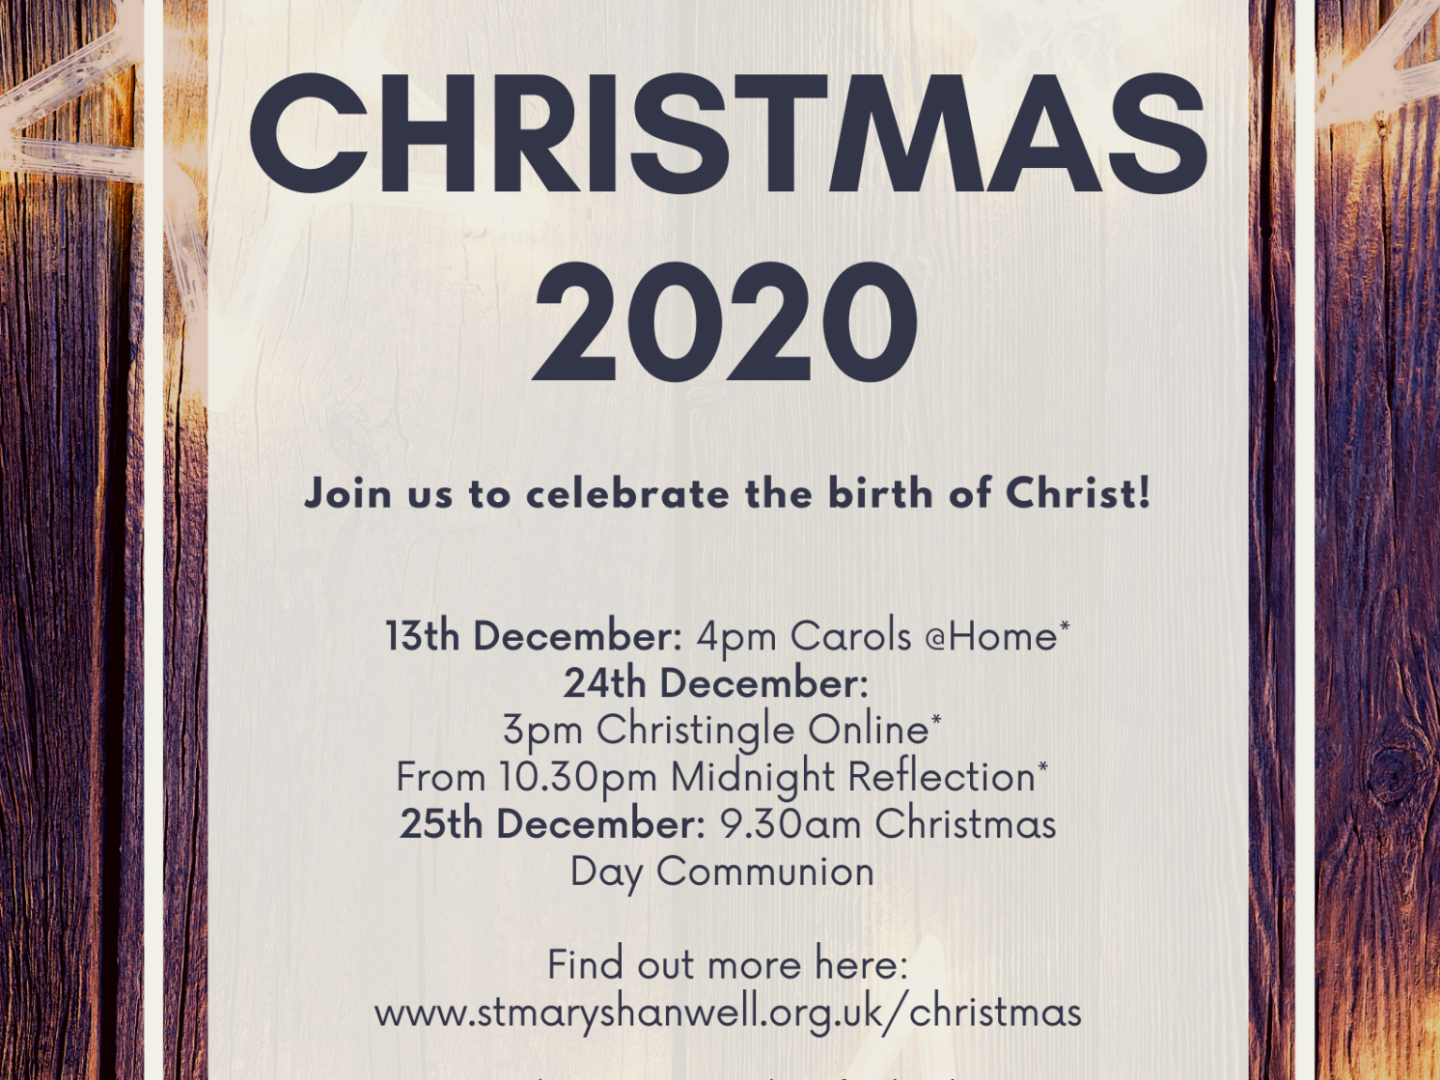 CHRISTMAS
2020
Join us to celebrate the birth of Christ!
13th December: 4pm Carols @Home*
24th December:
3pm Christingle Online*
From 10.30pm Midnight Reflection*
25th December: 9.30am Christmas
Day Communion
Find out more here:
www.stmaryshanwell.org.uk/christmas